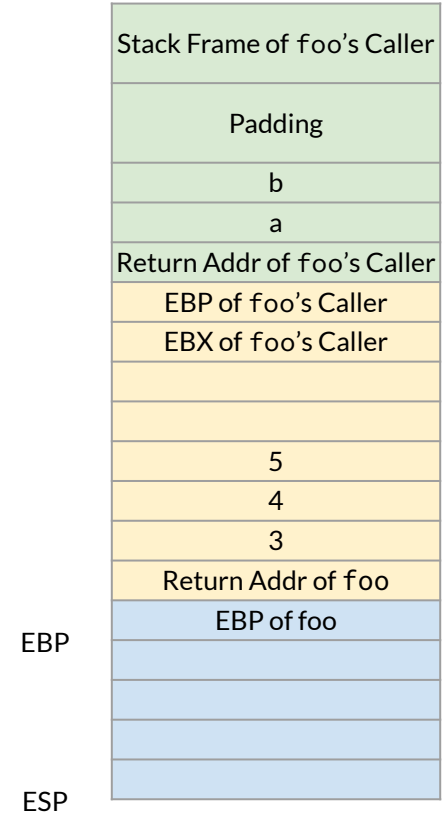 Stack Frame of foo's Caller
Padding
b
a
Return Addr of foo's Caller
EBP of foo's Caller
EBX of foo's Caller
5
4
3
Return Addr of foo
EBP of foo
EBP
ESP